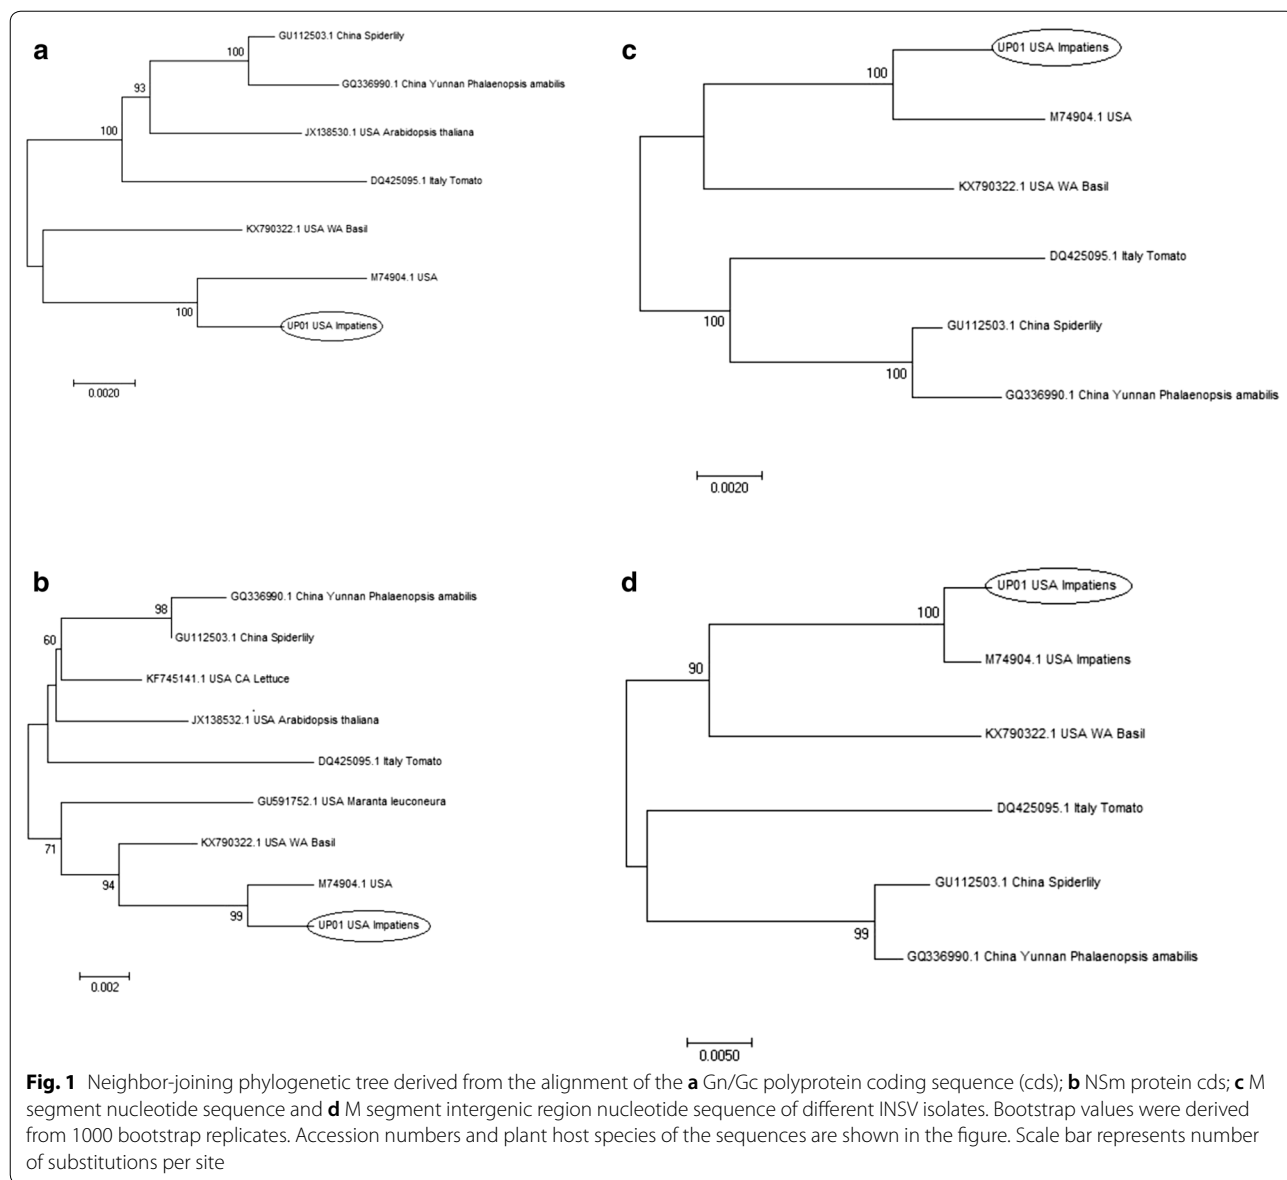 a
GU112503.1 China Spiderlily
100
GQ336990.1 China Yunnan Phalaenopsis amabilis
93
JX138530.1 USA Arabidopsis thaliana
100
DQ425095.1 Italy Tomato
KX790322.1 USA WA Basil
M74904.1 USA
100
UP01 USA Impatiens
0.0020
c
UP01 USA Impatiens
100
M74904.1 USA
KX790322.1 USA WA Basil
DQ425095.1 Italy Tomato
100
GU112503.1 China Spiderlily
100
GQ336990.1 China Yunnan Phalaenopsis amabilis
0.0020
b
GQ336990.1 China Yunnan Phalaenopsis amabilis
98
GU112503.1 China Spiderlily
60
KF745141.1 USA CA Lettuce
JX138532.1 USA Arabidopsis thaliana
DQ425095.1 Italy Tomato
GU591752.1 USA Maranta leuconeura
71
KX790322.1 USA WA Basil
94
M74904.1 USA
99
UP01 USA Impatiens
0.002
d
UP01 USA Impatiens
100
M74904.1 USA Impatiens
90
KX790322.1 USA WA Basil
DQ425095.1 Italy Tomato
GU112503.1 China Spiderlily
99
GQ336990.1 China Yunnan Phalaenopsis amabilis
0.0050
Fig. 1 Neighbor-joining phylogenetic tree derived from the alignment of the a Gn/Gc polyprotein coding sequence (cds); b NSm protein cds; c M
segment nucleotide sequence and d M segment intergenic region nucleotide sequence of different INSV isolates. Bootstrap values were derived
from 1000 bootstrap replicates. Accession numbers and plant host species of the sequences are shown in the figure. Scale bar represents number
of substitutions per site